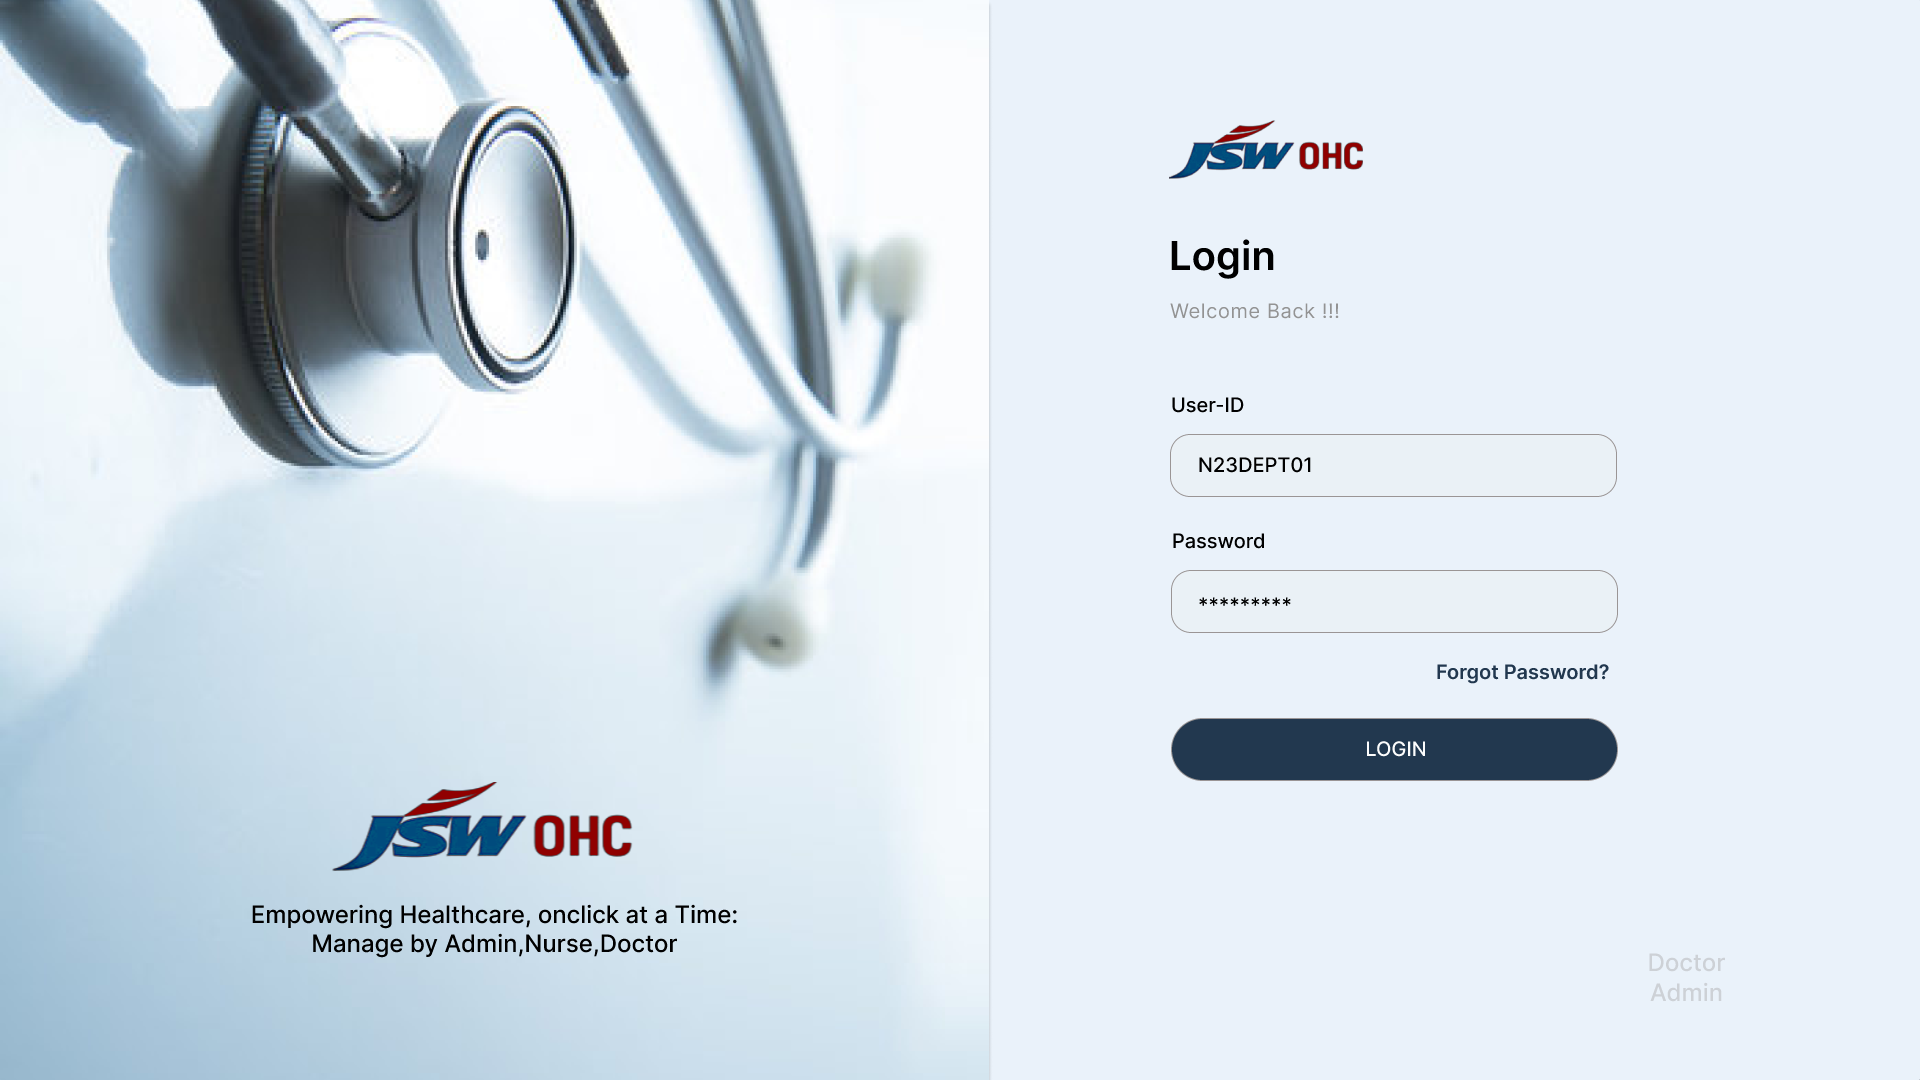 JSW OHC
Empowering Healthcare, onclick at a Time:
Manage by Admin,Nurse,Doctor
JSW OHC
Login
Welcome Back !!!
User-ID
N23DEPT01
Password
*********
Forgot Password?
LOGIN
Doctor
Admin